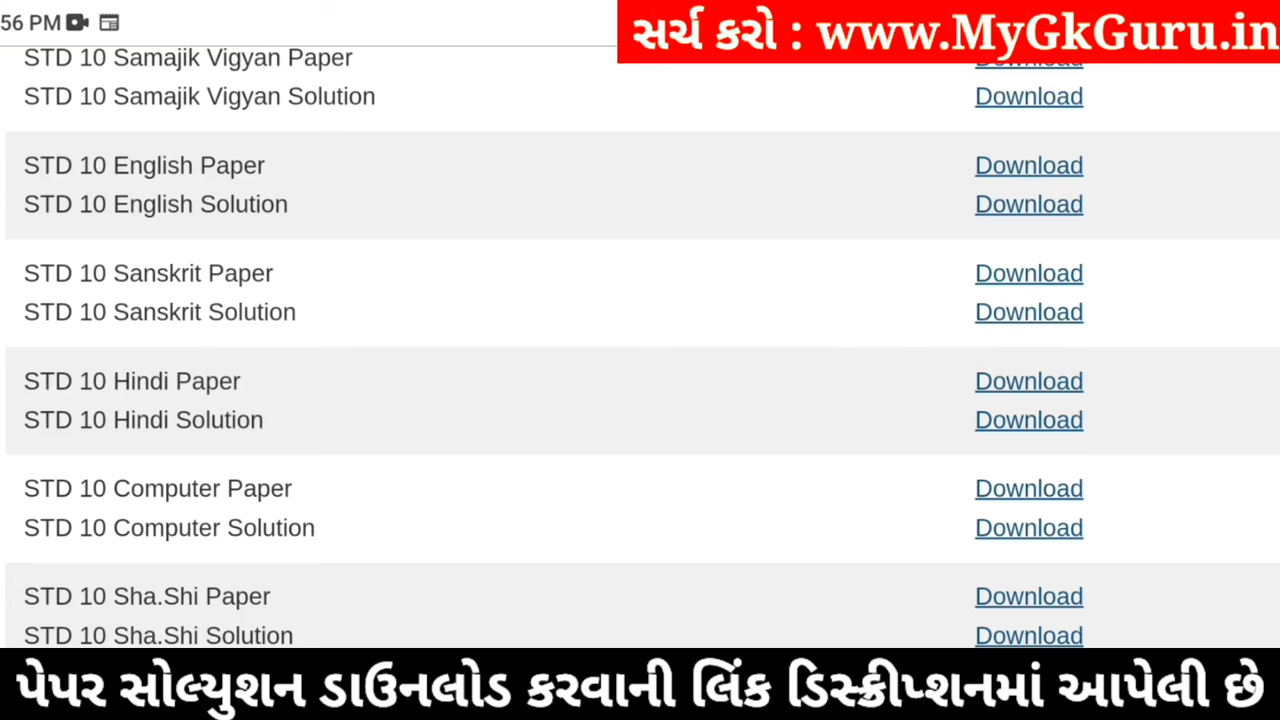 56 PM
સર્ચ કરો : www.MyGkGuru.in
STD 10 Samajik Vigyan Paper Download
STD 10 Samajik Vigyan Solution Download
STD 10 English Paper Download
STD 10 English Solution Download
STD 10 Sanskrit Paper Download
STD 10 Sanskrit Solution Download
STD 10 Hindi Paper Download
STD 10 Hindi Solution Download
STD 10 Computer Paper Download
STD 10 Computer Solution Download
STD 10 Sha.Shi Paper Download
STD 10 Sha.Shi Solution Download
પેપર સોલ્યુશન ડાઉનલોડ કરવાની લિંક ડિસ્ક્રીપ્શનમાં આપેલી છે